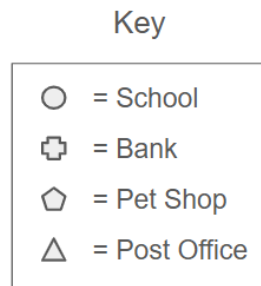 Key
= School
= Bank
= Pet Shop
= Post Office